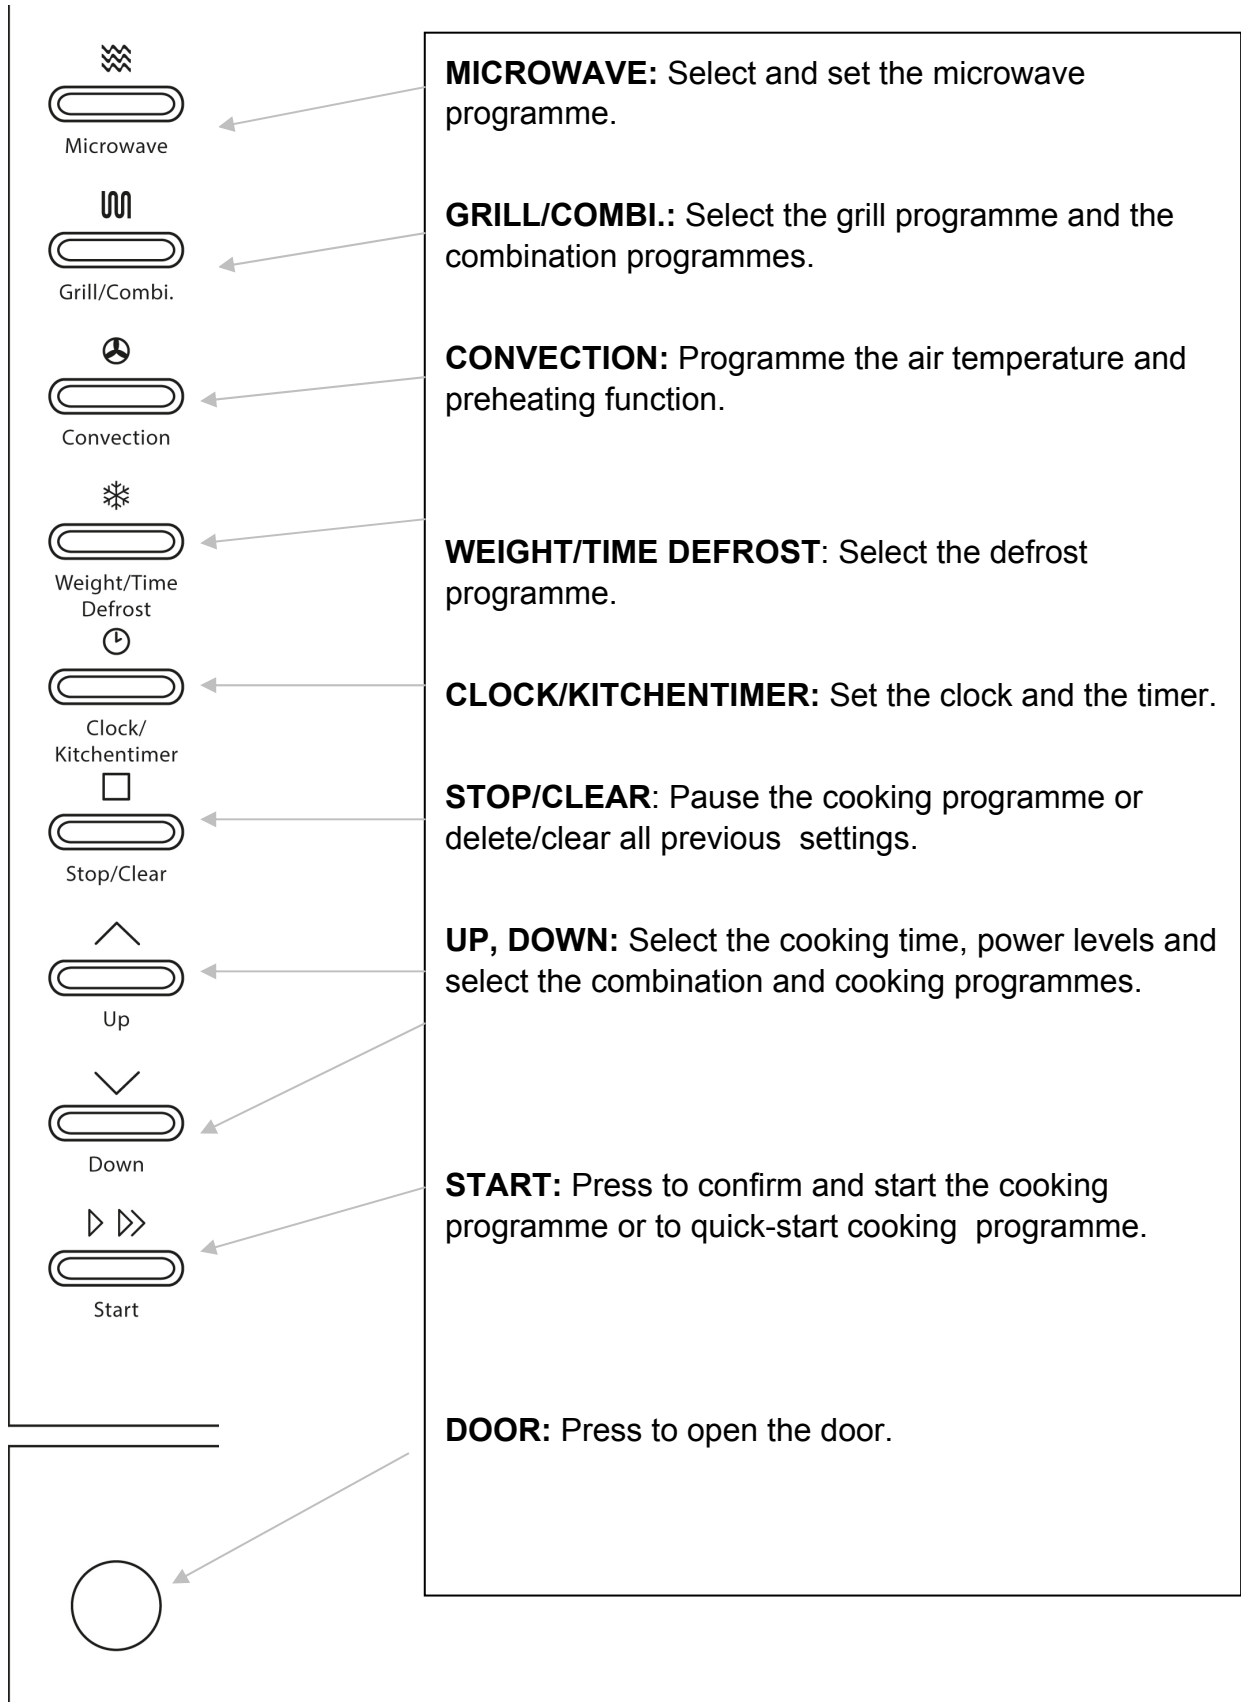 Microwave
Grill/Combi.
Convection
Weight/Time
Defrost
Clock/
Kitchentimer
Stop/Clear
Up
Down
Start
MICROWAVE: Select and set the microwave
programme.
GRILL/COMBI.: Select the grill programme and the
combination programmes.
CONVECTION: Programme the air temperature and
preheating function.
WEIGHT/TIME DEFROST: Select the defrost
programme.
CLOCK/KITCHENTIMER: Set the clock and the timer.
STOP/CLEAR: Pause the cooking programme or
delete/clear all previous  settings.
UP, DOWN: Select the cooking time, power levels and
select the combination and cooking programmes.
START: Press to confirm and start the cooking
programme or to quick-start cooking  programme.
DOOR: Press to open the door.